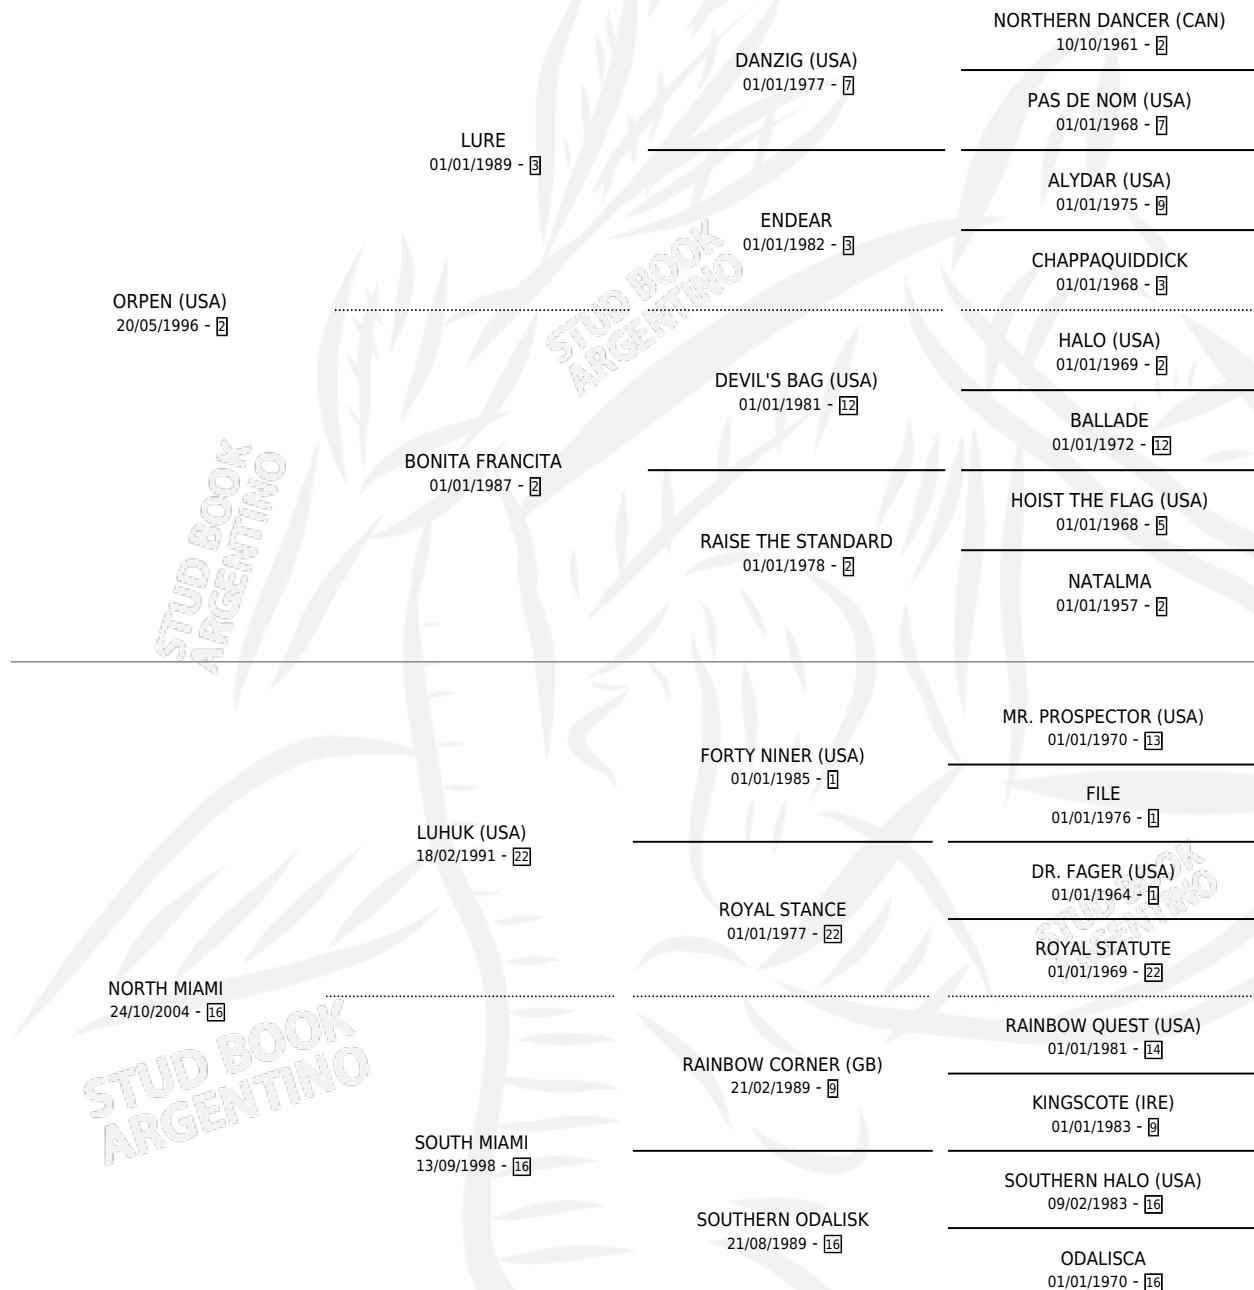 NORTHERN DANCER (CAN)
10/10/1961 - 2
DANZIG (USA)
01/01/1977 - 7
PAS DE NOM (USA)
01/01/1968 - 7
LURE
01/01/1989 - 3
ALYDAR (USA)
01/01/1975 - 9
ENDEAR
01/01/1982 - 3
CHAPPAQUIDDICK
01/01/1968 - 3
ORPEN (USA)
20/05/1996 - 2
HALO (USA)
01/01/1969 - 2
DEVIL'S BAG (USA)
01/01/1981 - 12
BALLADE
01/01/1972 - 12
BONITA FRANCITA
01/01/1987 - 2
HOIST THE FLAG (USA)
01/01/1968 - 5
RAISE THE STANDARD
01/01/1978 - 2
NATALMA
01/01/1957 - 2
MR. PROSPECTOR (USA)
01/01/1970 - 13
FORTY NINER (USA)
01/01/1985 - 1
FILE
01/01/1976 - 1
LUHUK (USA)
18/02/1991 - 22
DR. FAGER (USA)
01/01/1964 - 1
ROYAL STANCE
01/01/1977 - 22
ROYAL STATUTE
01/01/1969 - 22
NORTH MIAMI
24/10/2004 - 16
RAINBOW QUEST (USA)
01/01/1981 - 14
RAINBOW CORNER (GB)
21/02/1989 - 9
KINGSCOTE (IRE)
01/01/1983 - 9
SOUTH MIAMI
13/09/1998 - 16
SOUTHERN HALO (USA)
09/02/1983 - 16
SOUTHERN ODALISK
21/08/1989 - 16
ODALISCA
01/01/1970 - 16
STUD BOOK
ARGENTINO
STUD BOOK
ARGENTINO
STUD BOOK
ARGENTINO
STUD BOOK
ARGENTINO